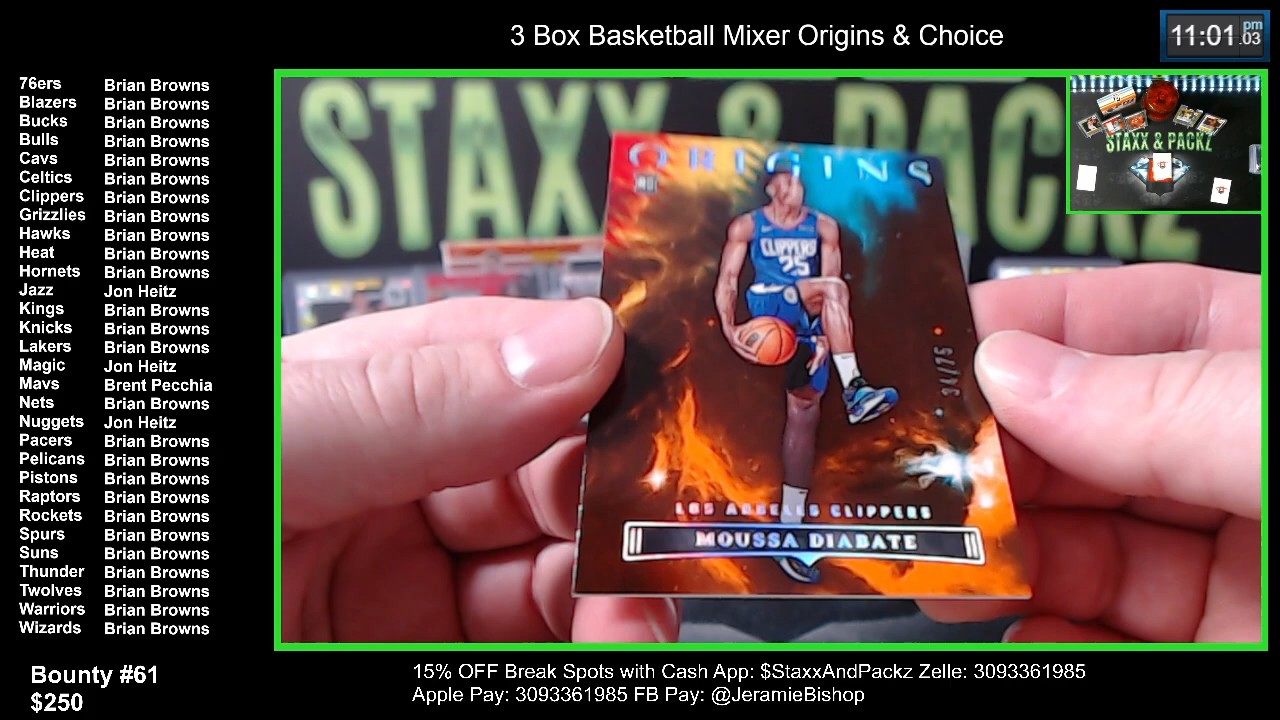 3 Box Basketball Mixer Origins & Choice
11:01 pm .03
76ers Brian Browns
Blazers Brian Browns
Bucks Brian Browns
Bulls Brian Browns
Cavs Brian Browns
Celtics Brian Browns
Clippers Brian Browns
Grizzlies Brian Browns
Hawks Brian Browns
Heat Brian Browns
Hornets Brian Browns
Jazz Jon Heitz
Kings Brian Browns
Knicks Brian Browns
Lakers Brian Browns
Magic Jon Heitz
Mavs Brent Pecchia
Nets Brian Browns
Nuggets Jon Heitz
Pacers Brian Browns
Pelicans Brian Browns
Pistons Brian Browns
Raptors Brian Browns
Rockets Brian Browns
Spurs Brian Browns
Suns Brian Browns
Thunder Brian Browns
Twolves Brian Browns
Warriors Brian Browns
Wizards Brian Browns
Bounty #61
$250
STAXX & PACKZ
STAXX & PACKZ
ORIGINS
CLIPPERS
25
34/75
LOS ANGELES CLIPPERS
MOUSSA DIABATE
15% OFF Break Spots with Cash App: $StaxxAndPackz Zelle: 3093361985
Apple Pay: 3093361985 FB Pay: @JeramieBishop